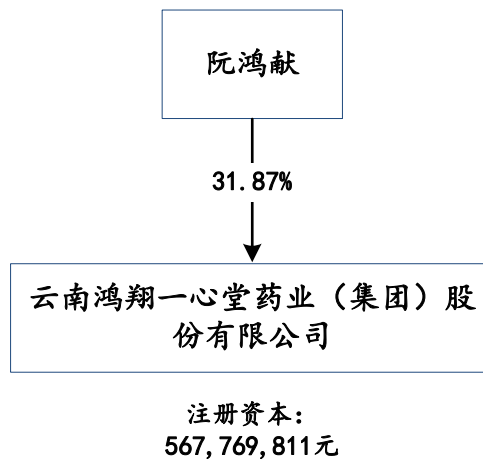 阮鸿献
31.87%
云南鸿翔一心堂药业（集团）股
份有限公司
注册资本：
567,769,811元